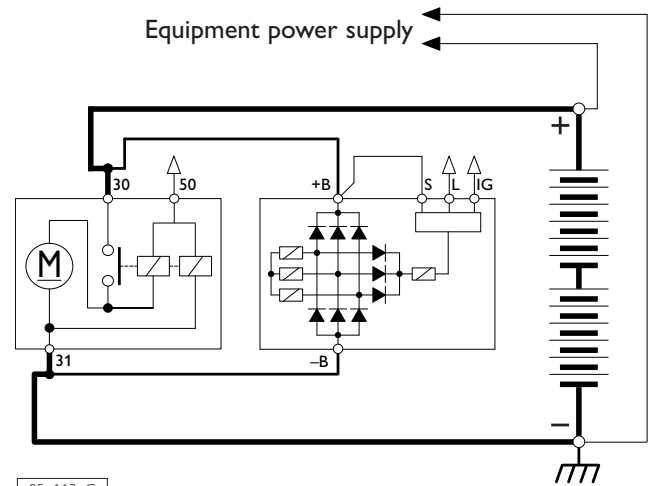 Equipment power supply
+
30 50 +B S L IG
M
31 –B
–